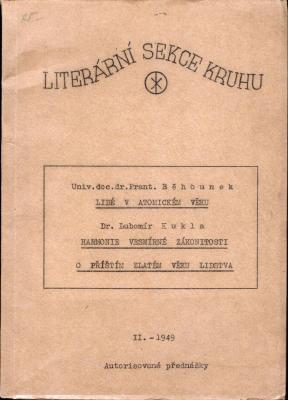 LITERÁRNÍ SEKCE KRUHU
Univ.doc.dr.Frant. Běhounek
LIDÉ V ATOMICKÉM VĚKU
Dr. Lubomír Kukla
HARMONIE VESMÍRNÉ ZÁKONITOSTI
O PŘÍŠTÍM ZLATÉM VĚKU LIDSTVA
II.-1949
Autorisované přednášky